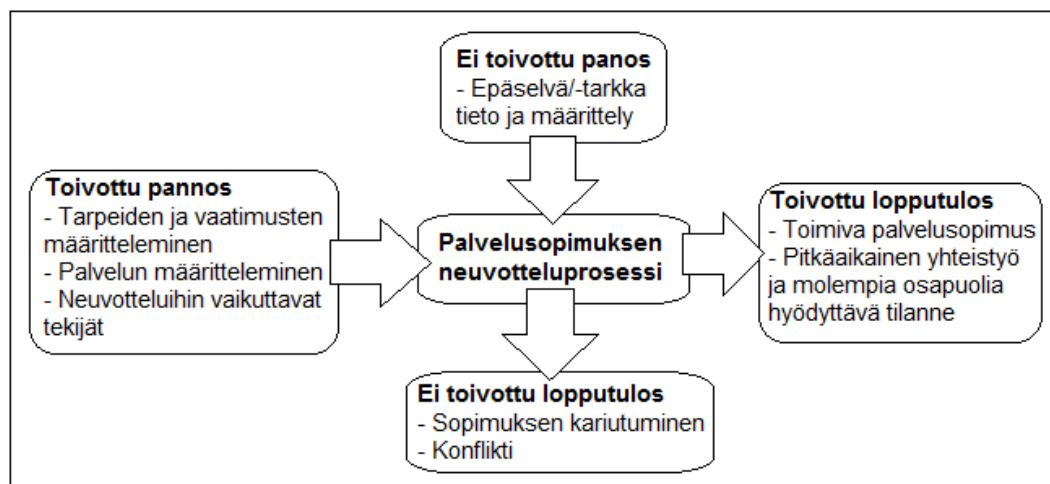 Ei toivottu panos
- Epäselvä/-tarkka
tieto ja määrittely
Toivottu pannos
- Tarpeiden ja vaatimusten
määritteleminen
- Palvelun määritteleminen
- Neuvotteluihin vaikuttavat
tekijät
Palvelusopimuksen
neuvotteluprosessi
Toivottu lopputulos
- Toimiva palvelusopimus
- Pitkäaikainen yhteistyö
ja molempia osapuolia
hyödyttävä tilanne
Ei toivottu lopputulos
- Sopimuksen kariutuminen
- Konflikti